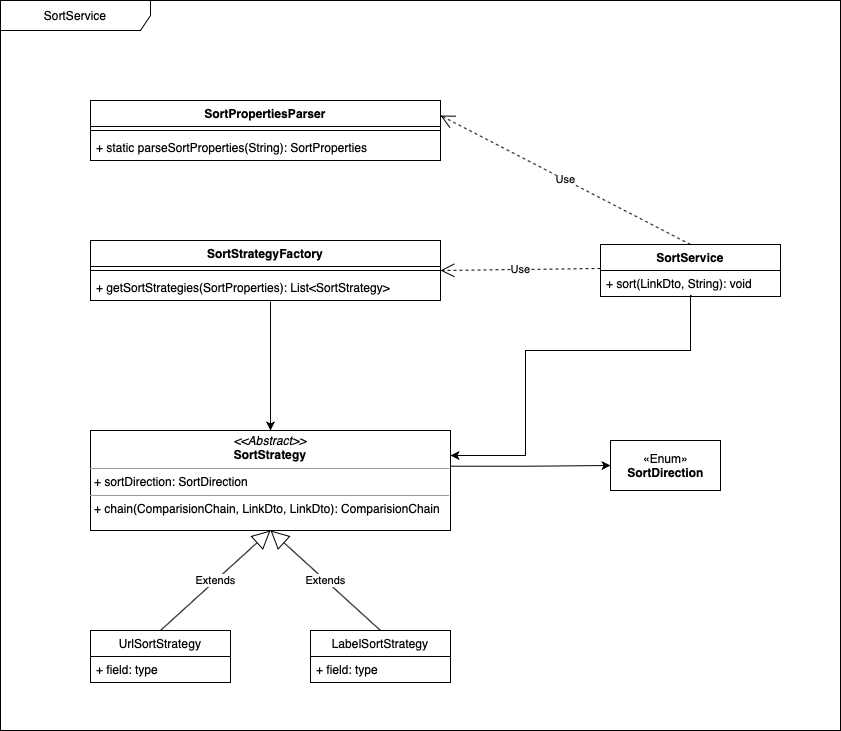 SortService
SortPropertiesParser
+ static parseSortProperties(String): SortProperties
Use
SortStrategyFactory
+ getSortStrategies(SortProperties): List<SortStrategy>
Use
SortService
+ sort(LinkDto, String): void
<<Abstract>>
SortStrategy
+ sortDirection: SortDirection
+ chain(ComparisionChain, LinkDto, LinkDto): ComparisionChain
«Enum»
SortDirection
Extends
Extends
UrlSortStrategy
+ field: type
LabelSortStrategy
+ field: type